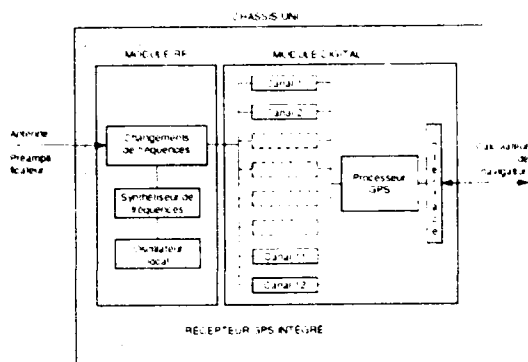 CHASSIS UNI
MODULE RF
MODULE DIGITAL
Canal 1
Canal 2
Antenne
Préampli
ficateur
Changements
de fréquences
Calculateur
de
navigation
Processeur
GPS
Interface
Synthétiseur de
fréquences
Oscillateur
local
Canal 11
Canal 12
RÉCEPTEUR GPS INTÉGRÉ